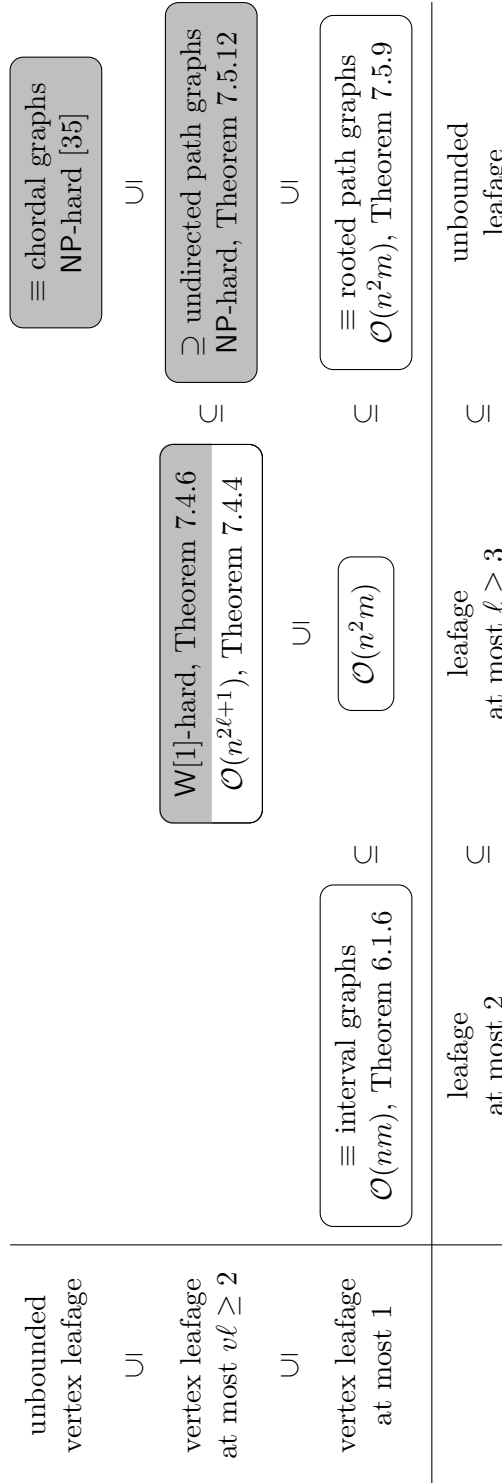 unbounded
vertex leafage
≡ chordal graphs
NP-hard [35]
⊆
⊆
vertex leafage
at most vℓ ≥ 2
W[1]-hard, Theorem 7.4.6
𝒪(n^{2ℓ+1}), Theorem 7.4.4
⊆
⊇ undirected path graphs
NP-hard, Theorem 7.5.12
⊆
⊆
⊆
vertex leafage
at most 1
≡ interval graphs
𝒪(nm), Theorem 6.1.6
⊆
𝒪(n²m)
⊆
≡ rooted path graphs
𝒪(n²m), Theorem 7.5.9
leafage
at most 2
⊆
leafage
at most ℓ ≥ 3
⊆
unbounded
leafage